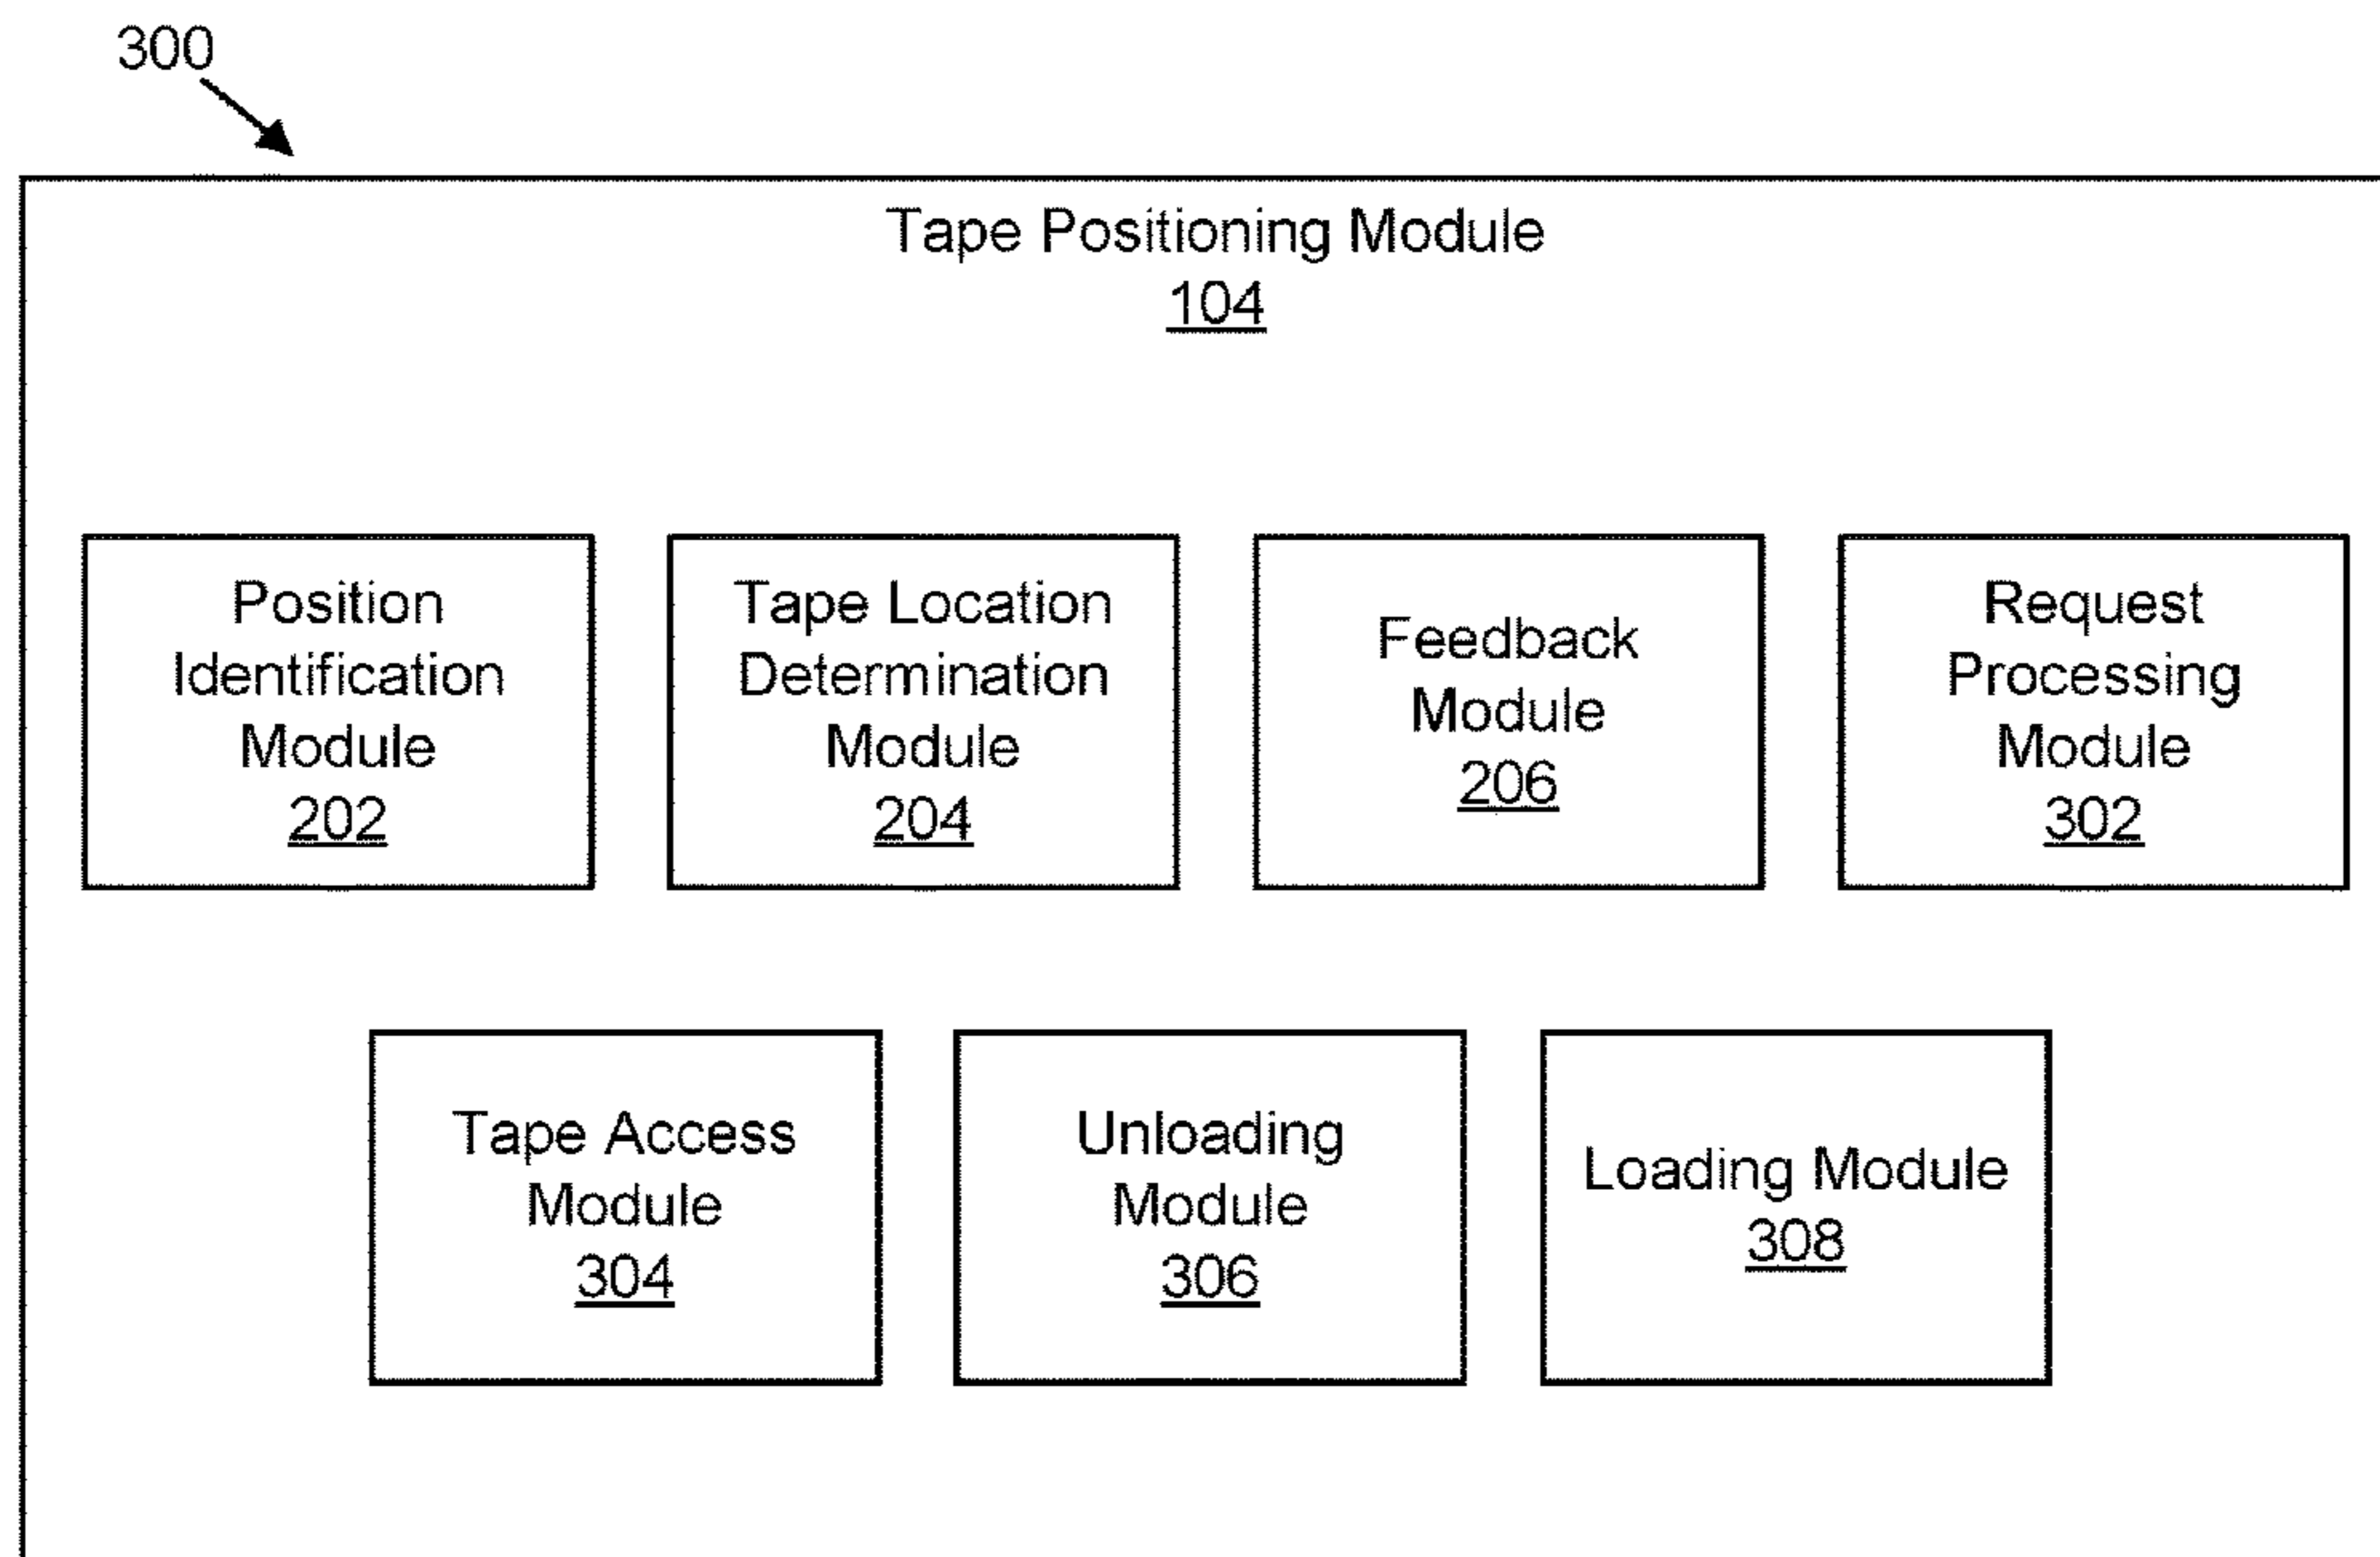 300
Tape Positioning Module
104
Position
Identification
Module
202
Tape Location
Determination
Module
204
Feedback
Module
206
Request
Processing
Module
302
Tape Access
Module
304
Unloading
Module
306
Loading Module
308